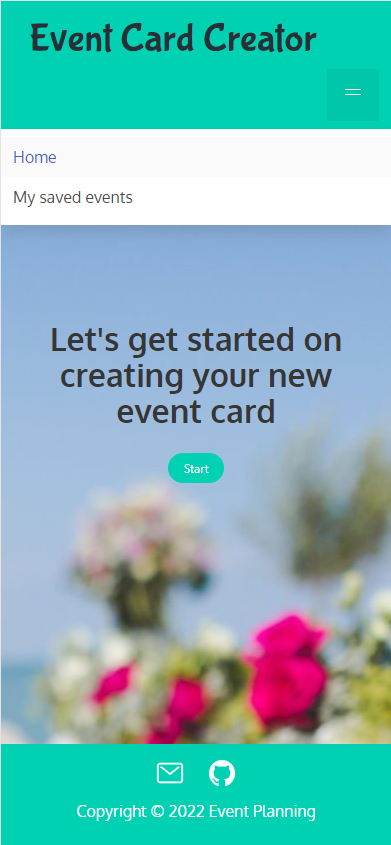 Event Card Creator
Home
My saved events
Let's get started on
creating your new
event card
Start
Copyright © 2022 Event Planning